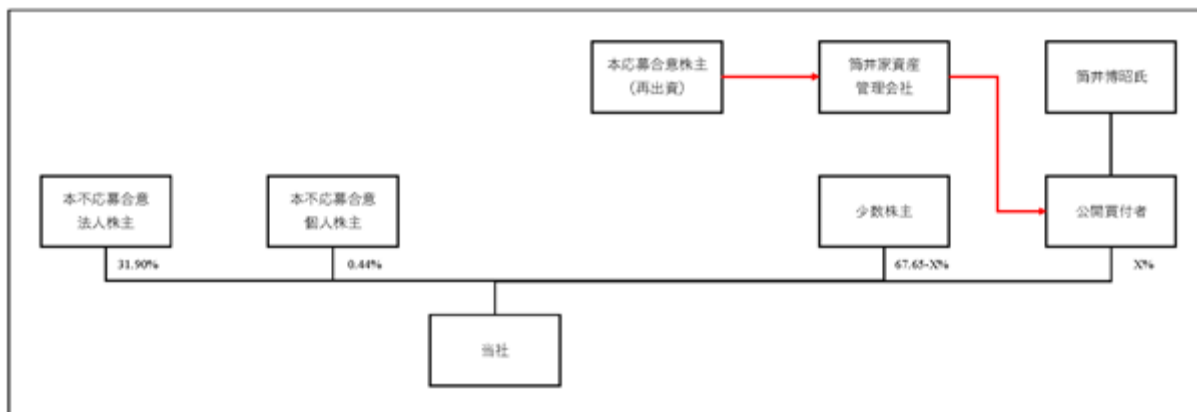 本応募合意株主
（再出資）
筒井家資産
管理会社
筒井博昭氏
本不応募合意
法人株主
本不応募合意
個人株主
少数株主
公開買付者
31.90%
0.44%
67.65-X%
X%
当社